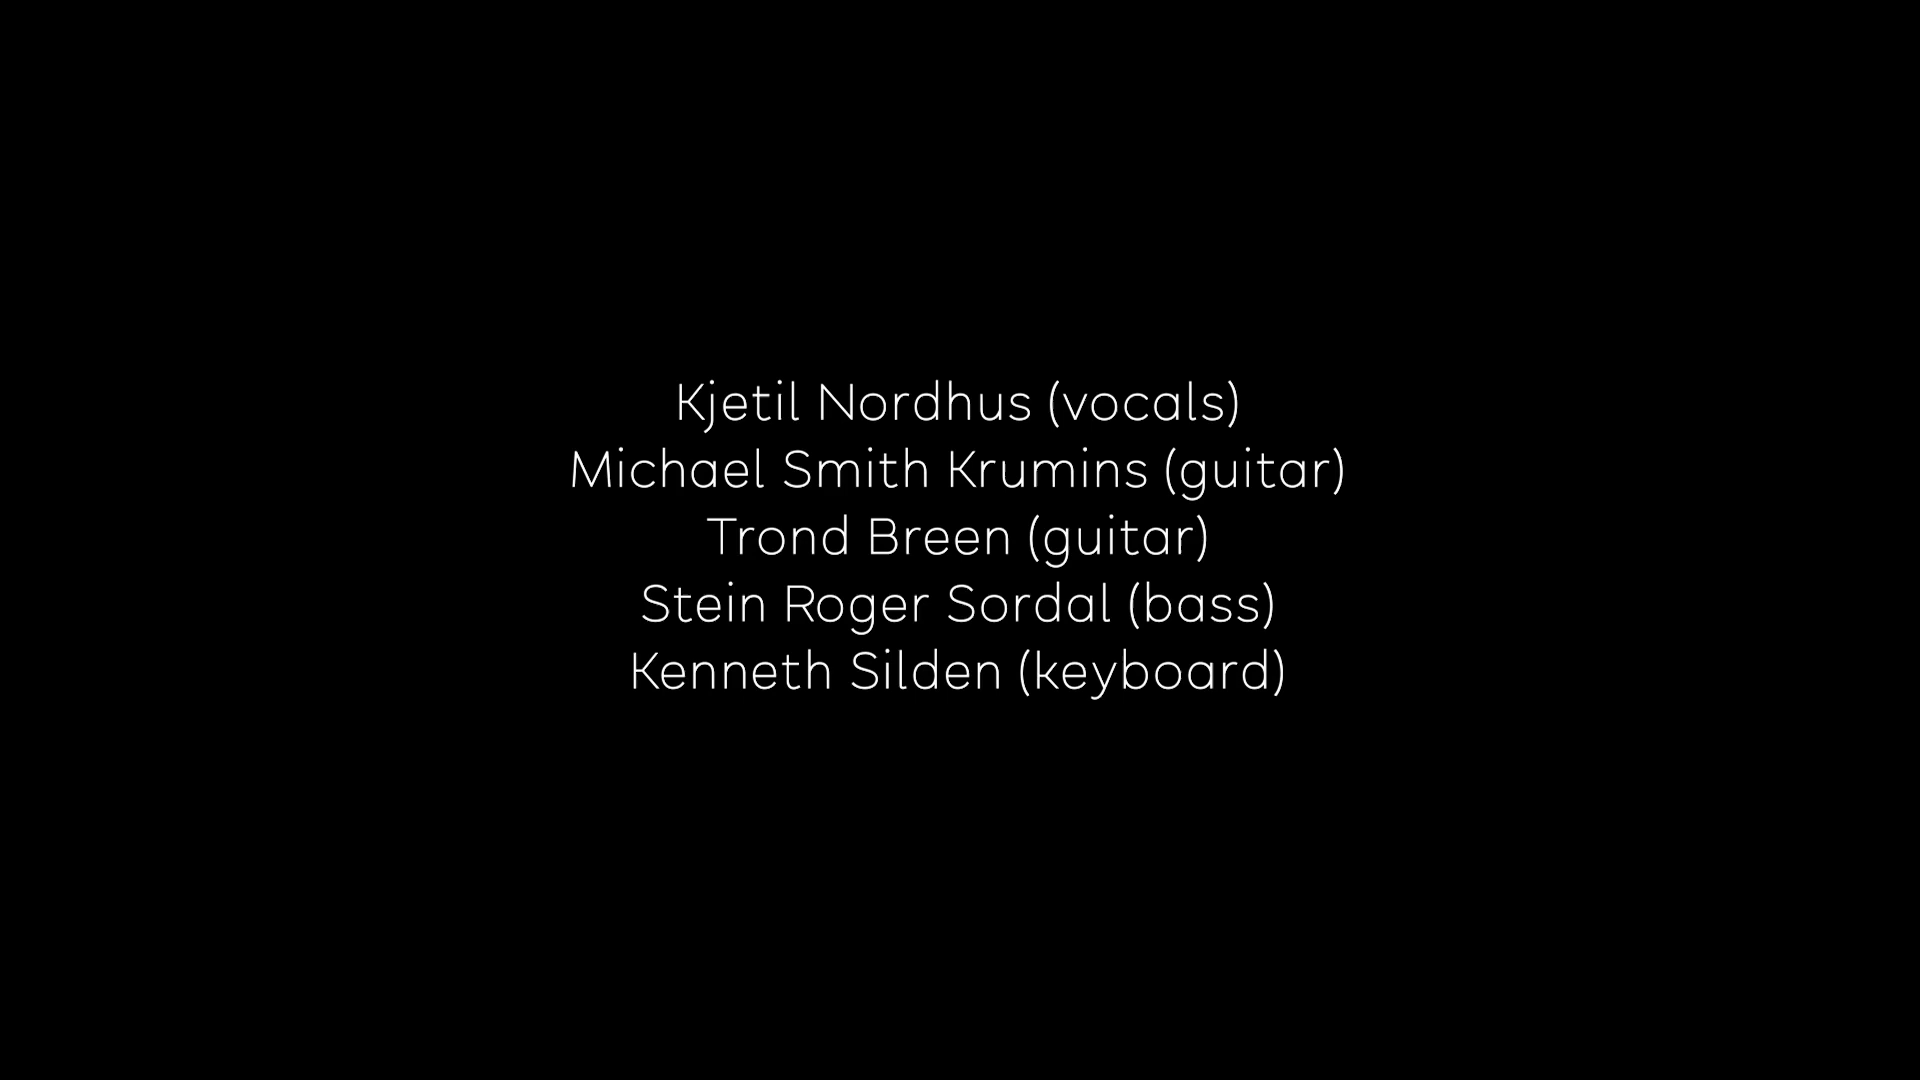 Kjetil Nordhus (vocals)
Michael Smith Krumins (guitar)
Trond Breen (guitar)
Stein Roger Sordal (bass)
Kenneth Silden (keyboard)